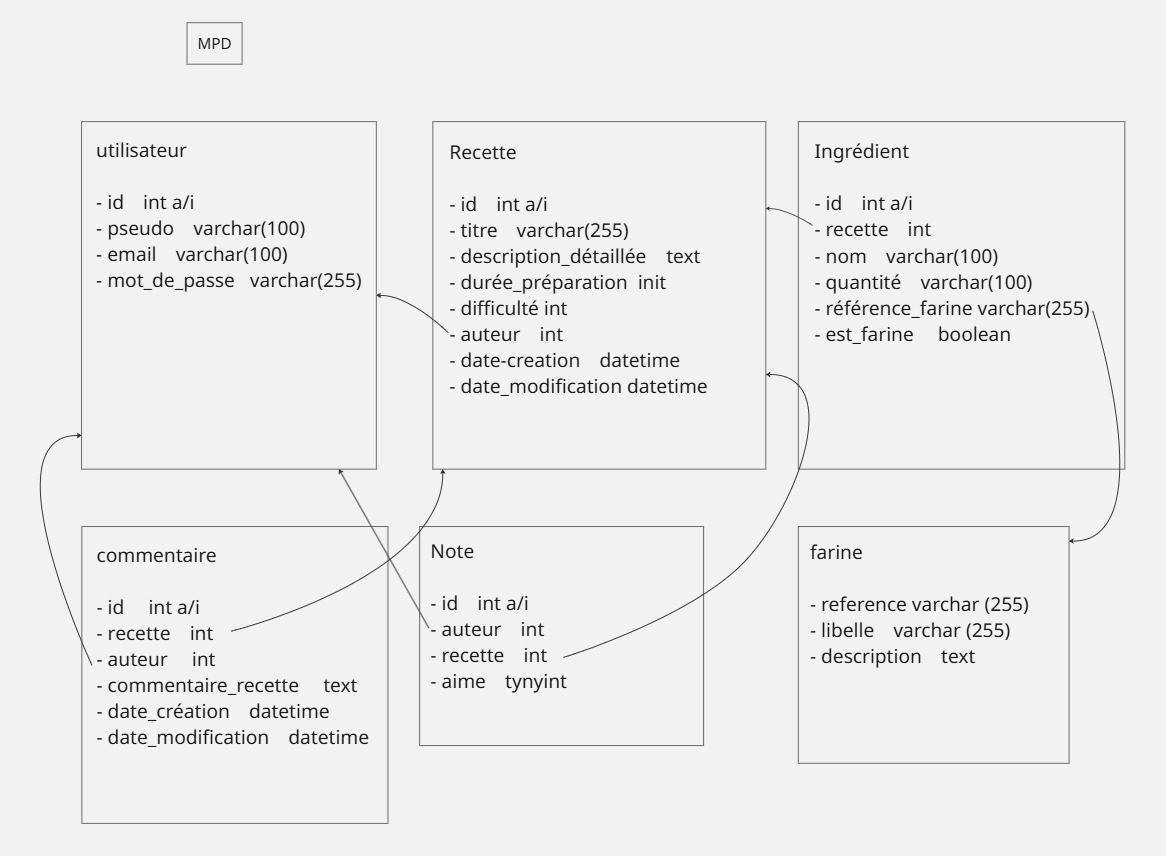 MPD
utilisateur
- id int a/i
- pseudo varchar(100)
- email varchar(100)
- mot_de_passe varchar(255)
Recette
- id int a/i
- titre varchar(255)
- description_détaillée text
- durée_préparation init
- difficulté int
- auteur int
- date-creation datetime
- date_modification datetime
Ingrédient
- id int a/i
- recette int
- nom varchar(100)
- quantité varchar(100)
- référence_farine varchar(255)
- est_farine boolean
commentaire
- id int a/i
- recette int
- auteur int
- commentaire_recette text
- date_création datetime
- date_modification datetime
Note
- id int a/i
- auteur int
- recette int
- aime tynyint
farine
- reference varchar (255)
- libelle varchar (255)
- description text